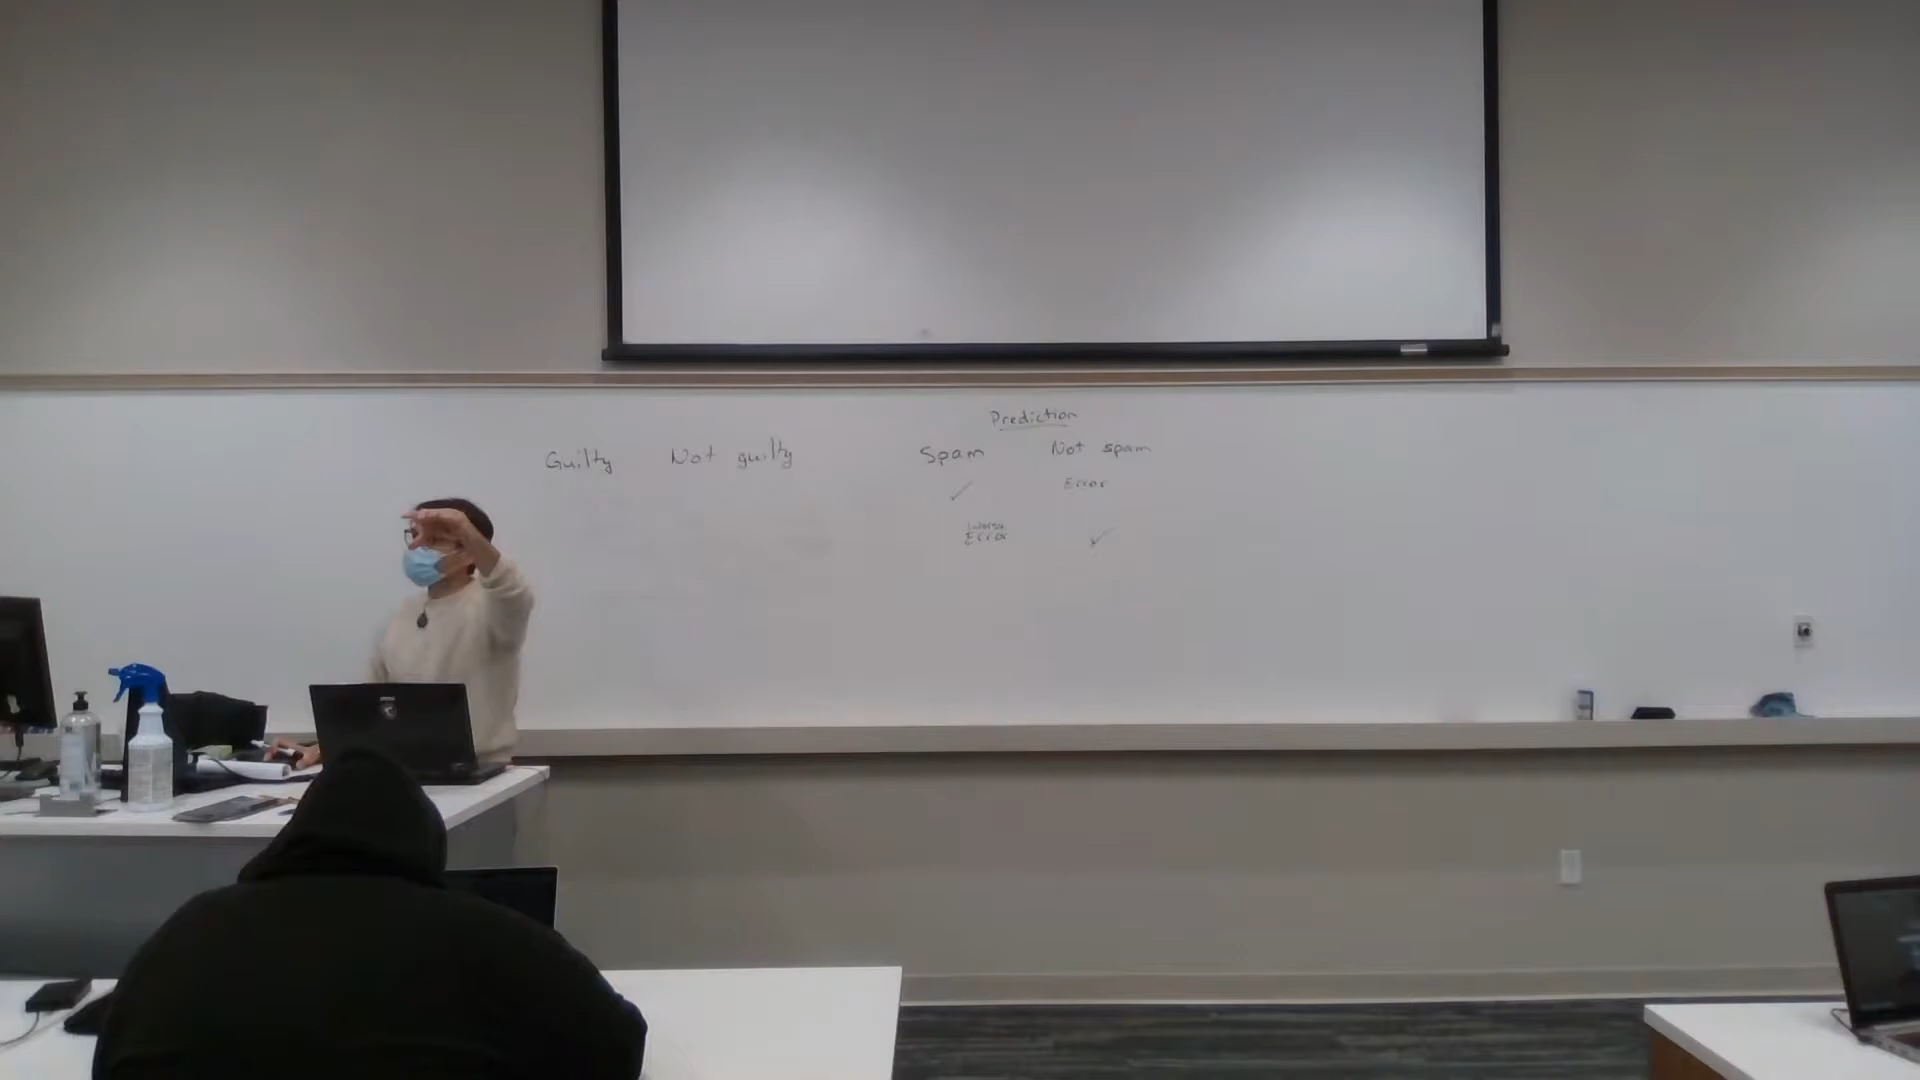 Prediction
Guilty Not guilty Spam Not spam
✓ Error
Worse
Error ✓